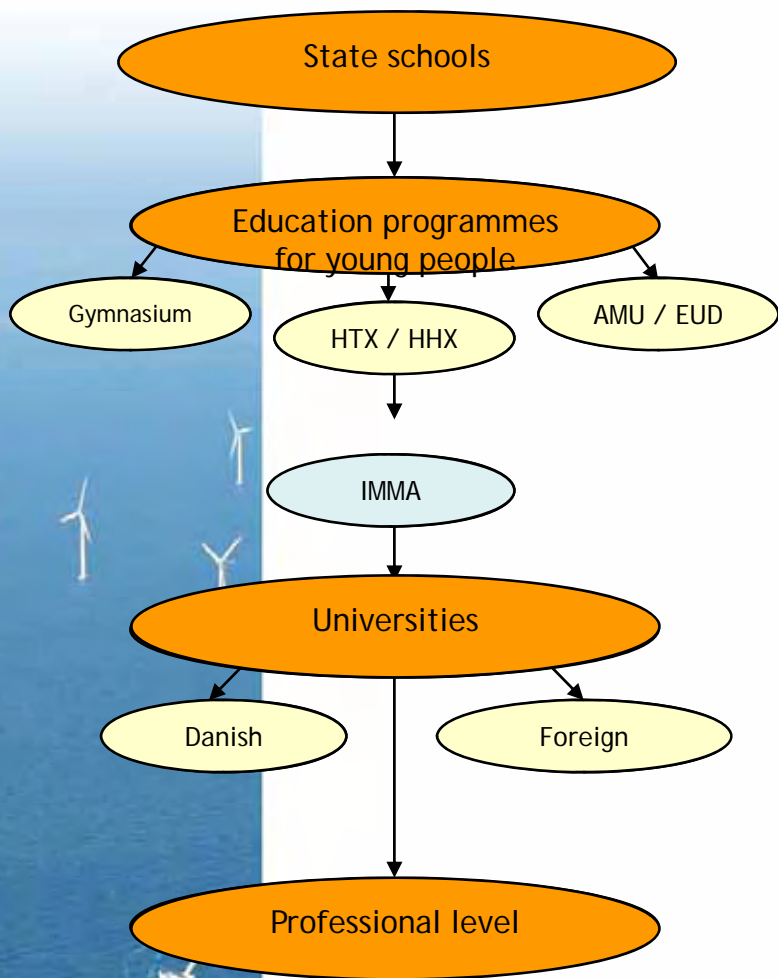 State schools
Education programmes
for young people
Gymnasium
HTX / HHX
AMU / EUD
IMMA
Universities
Danish
Foreign
Professional level